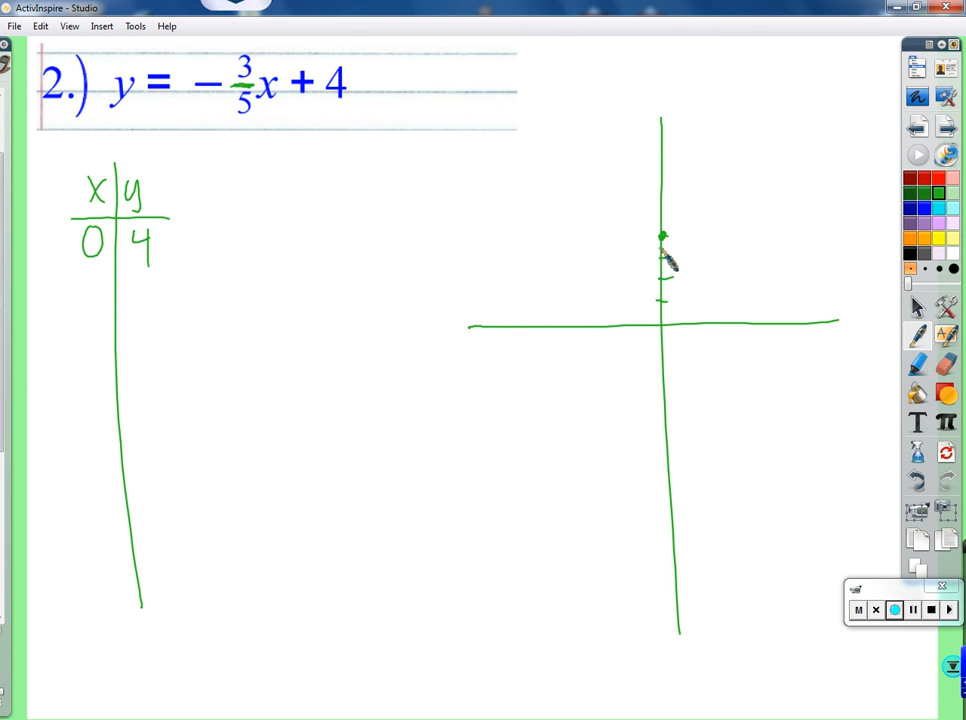 ActivInspire - Studio
File Edit View Insert Tools Help
2.) y = -3/5x + 4
x y
0 4
T π
M